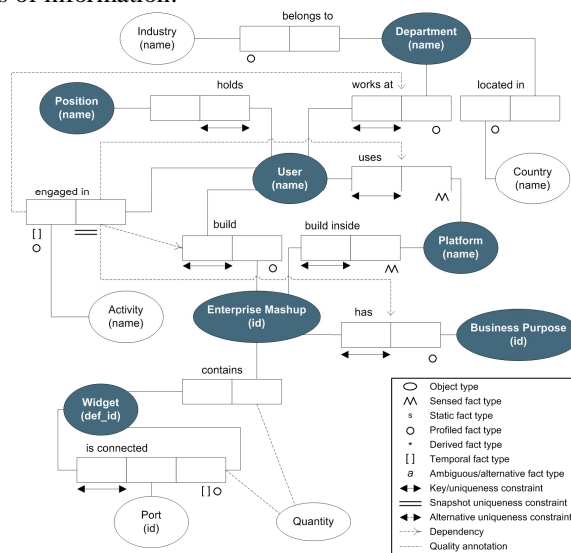 s of information.
belongs to
Industry
(name)
Department
(name)
holds
works at
located in
Position
(name)
uses
User
(name)
Country
(name)
engaged in
[ ]
build
build inside
Platform
(name)
Activity
(name)
Enterprise Mashup
(id)
has
Business Purpose
(id)
contains
Widget
(def_id)
is connected
[ ]
Port
(id)
Quantity
Object type
Sensed fact type
s Static fact type
Profiled fact type
* Derived fact type
[ ] Temporal fact type
a Ambiguous/alternative fact type
Key/uniqueness constraint
Snapshot uniqueness constraint
Alternative uniqueness constraint
Dependency
Quality annotation